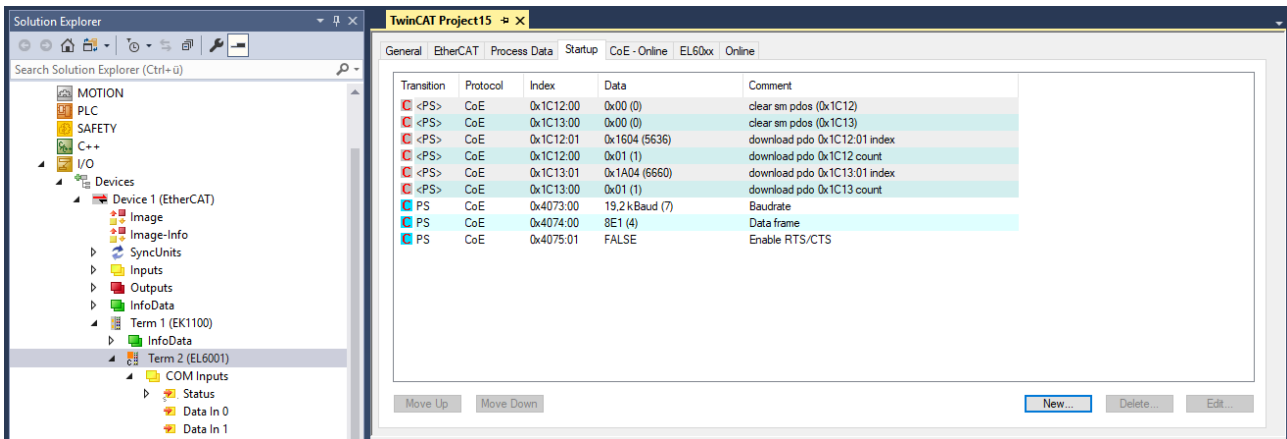 Solution Explorer
Search Solution Explorer (Ctrl+ü)
MOTION
PLC
SAFETY
C++
I/O
Devices
Device 1 (EtherCAT)
Image
Image-Info
SyncUnits
Inputs
Outputs
InfoData
Term 1 (EK1100)
InfoData
Term 2 (EL6001)
COM Inputs
Status
Data In 0
Data In 1
TwinCAT Project15
General EtherCAT Process Data Startup CoE - Online EL60xx Online
Transition Protocol Index Data Comment
C <PS> CoE 0x1C12:00 0x00 (0) clear sm pdos (0x1C12)
C <PS> CoE 0x1C13:00 0x00 (0) clear sm pdos (0x1C13)
C <PS> CoE 0x1C12:01 0x1604 (5636) download pdo 0x1C12:01 index
C <PS> CoE 0x1C12:00 0x01 (1) download pdo 0x1C12 count
C <PS> CoE 0x1C13:01 0x1A04 (6660) download pdo 0x1C13:01 index
C <PS> CoE 0x1C13:00 0x01 (1) download pdo 0x1C13 count
C PS CoE 0x4073:00 19,2 kBaud (7) Baudrate
C PS CoE 0x4074:00 8E1 (4) Data frame
C PS CoE 0x4075:01 FALSE Enable RTS/CTS
Move Up Move Down New... Delete... Edit...